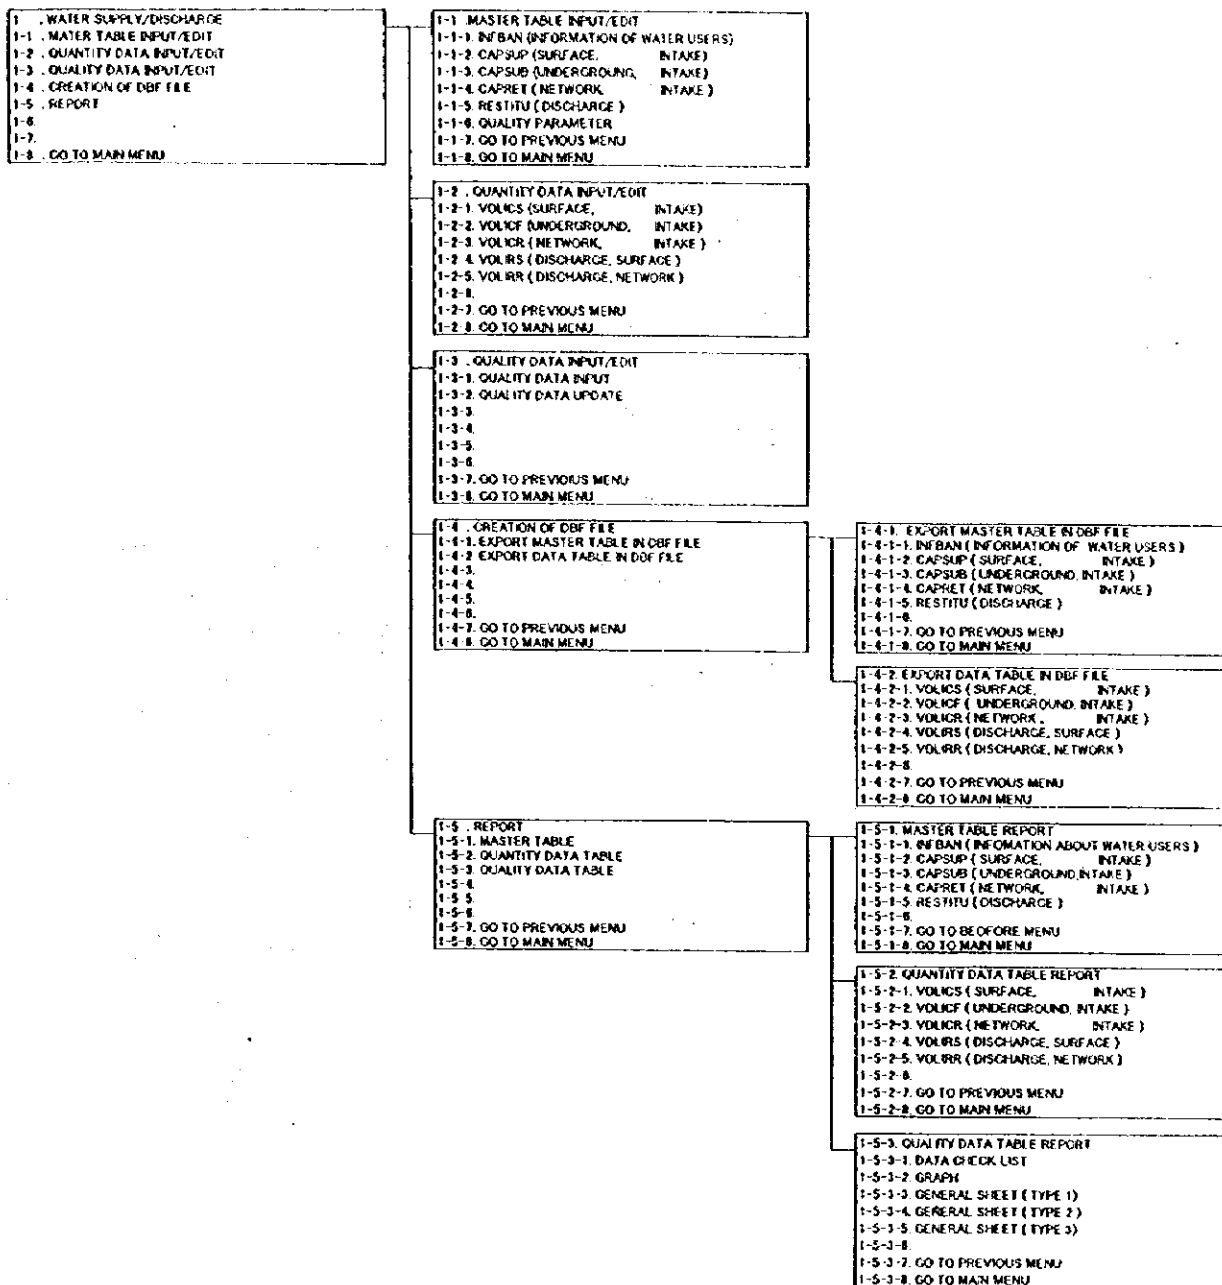 1 . WATER SUPPLY/DISCHARGE
1-1 . MATER TABLE INPUT/EDIT
1-2 . QUANTITY DATA INPUT/EDIT
1-3 . QUALITY DATA INPUT/EDIT
1-4 . CREATION OF DBF FILE
1-5 . REPORT
1-6.
1-7.
1-8 . GO TO MAIN MENU
1-1 .MASTER TABLE INPUT/EDIT
1-1-1. INFBAN (INFORMATION OF WATER USERS)
1-1-2. CAPSUP (SURFACE, INTAKE)
1-1-3. CAPSUB (UNDERGROUNG, INTAKE)
1-1-4. CAPRET ( NETWORK, INTAKE )
1-1-5. RESTITU ( DISCHARGE )
1-1-6. QUALITY PARAMETER
1-1-7. GO TO PREVIOUS MENU
1-1-8. GO TO MAIN MENU
1-2 . QUANTITY DATA INPUT/EDIT
1-2-1. VOLICS (SURFACE, INTAKE)
1-2-2. VOLICF (UNDERGROUND, INTAKE)
1-2-3. VOLICR ( NETWORK, INTAKE )
1-2-4. VOLIRS ( DISCHARGE, SURFACE )
1-2-5. VOLIRR ( DISCHARGE, NETWORK )
1-2-6.
1-2-7. GO TO PREVIOUS MENU
1-2-8. GO TO MAIN MENU
1-3 . QUALITY DATA INPUT/EDIT
1-3-1. QUALITY DATA INPUT
1-3-2. QUALITY DATA UPDATE
1-3-3.
1-3-4.
1-3-5.
1-3-6.
1-3-7. GO TO PREVIOUS MENU
1-3-8. GO TO MAIN MENU
1-4 . CREATION OF DBF FILE
1-4-1. EXPORT MASTER TABLE IN DBF FILE
1-4-2. EXPORT DATA TABLE IN DBF FILE
1-4-3.
1-4-4.
1-4-5.
1-4-6.
1-4-7. GO TO PREVIOUS MENU
1-4-8. GO TO MAIN MENU
1-4-1. EXPORT MASTER TABLE IN DBF FILE
1-4-1-1. INFBAN ( INFORMATION OF WATER USERS )
1-4-1-2. CAPSUP ( SURFACE, INTAKE )
1-4-1-3. CAPSUB ( UNDERGROUND, INTAKE )
1-4-1-4. CAPRET ( NETWORK, INTAKE )
1-4-1-5. RESTITU ( DISCHARGE )
1-4-1-6.
1-4-1-7. GO TO PREVIOUS MENU
1-4-1-8. GO TO MAIN MENU
1-4-2. EXPORT DATA TABLE IN DBF FILE
1-4-2-1. VOLICS ( SURFACE, INTAKE )
1-4-2-2. VOLICF ( UNDERGROUND, INTAKE )
1-4-2-3. VOLICR ( NETWORK , INTAKE )
1-4-2-4. VOLIRS ( DISCHARGE, SURFACE )
1-4-2-5. VOLIRR ( DISCHARGE, NETWORK )
1-4-2-6.
1-4-2-7. GO TO PREVIOUS MENU
1-4-2-8. GO TO MAIN MENU
1-5 . REPORT
1-5-1. MASTER TABLE
1-5-2. QUANTITY DATA TABLE
1-5-3. QUALITY DATA TABLE
1-5-4.
1-5-5.
1-5-6.
1-5-7. GO TO PREVIOUS MENU
1-5-8. GO TO MAIN MENU
1-5-1. MASTER TABLE REPORT
1-5-1-1. INFBAN ( INFOMATION ABOUT WATER USERS )
1-5-1-2. CAPSUP ( SURFACE, INTAKE )
1-5-1-3. CAPSUB ( UNDERGROUND,INTAKE )
1-5-1-4. CAPRET ( NETWORK, INTAKE )
1-5-1-5. RESTITU ( DISCHARGE )
1-5-1-6.
1-5-1-7. GO TO BEOFORE MENU
1-5-1-8. GO TO MAIN MENU
1-5-2. QUANTITY DATA TABLE REPORT
1-5-2-1. VOLICS ( SURFACE, INTAKE )
1-5-2-2. VOLICF ( UNDERGROUND, INTAKE )
1-5-2-3. VOLICR ( NETWORK, INTAKE )
1-5-2-4. VOLIRS ( DISCHARGE, SURFACE )
1-5-2-5. VOLIRR ( DISCHARGE, NETWORK )
1-5-2-6.
1-5-2-7. GO TO PREVIOUS MENU
1-5-2-8. GO TO MAIN MENU
1-5-3. QUALITY DATA TABLE REPORT
1-5-3-1. DATA CHECK LIST
1-5-3-2. GRAPH
1-5-3-3. GENERAL SHEET ( TYPE 1)
1-5-3-4. GENERAL SHEET ( TYPE 2 )
1-5-3-5. GENERAL SHEET ( TYPE 3)
1-5-3-6.
1-5-3-7. GO TO PREVIOUS MENU
1-5-3-8. GO TO MAIN MENU